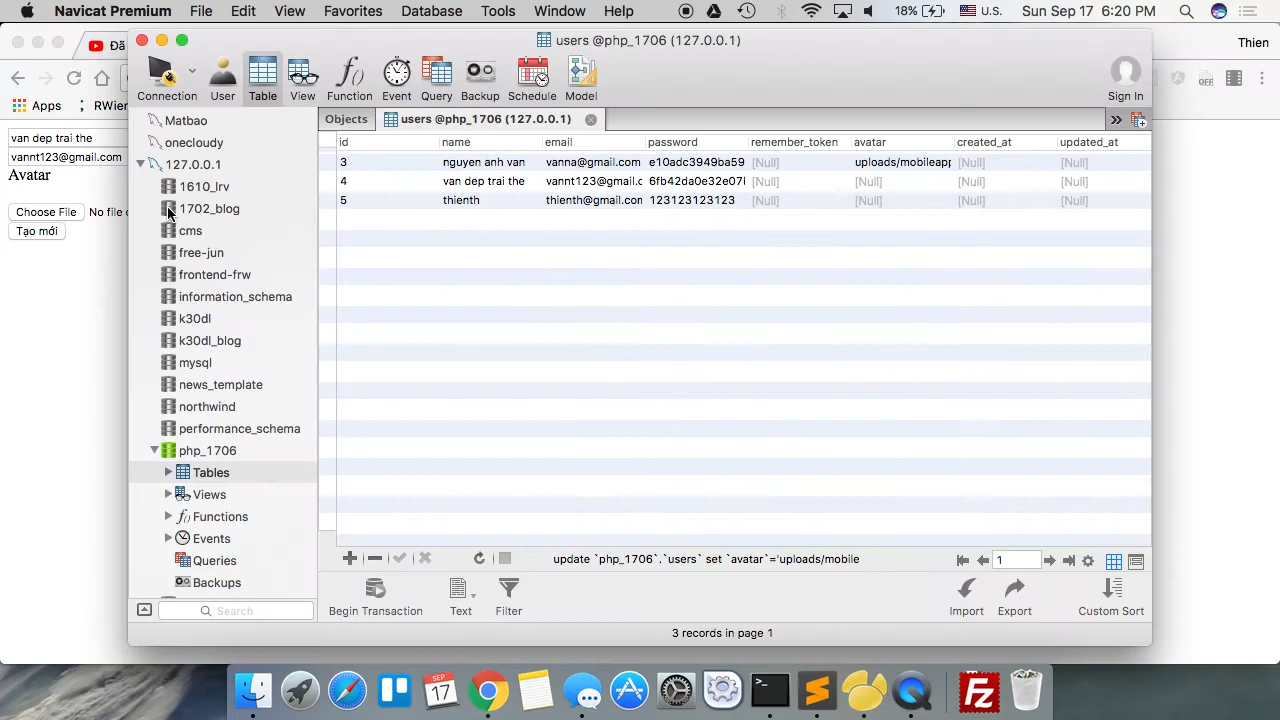 Navicat Premium File Edit View Favorites Database Tools Window Help 18% U.S. Sun Sep 17 6:20 PM
Đã
Thien
Apps RWien
van dep trai the
vannt123@gmail.com
Avatar
Choose File No file c
Tạo mới
users @php_1706 (127.0.0.1)
Connection User Table View Function Event Query Backup Schedule Model Sign In
Matbao
onecloudy
127.0.0.1
1610_lrv
1702_blog
cms
free-jun
frontend-frw
information_schema
k30dl
k30dl_blog
mysql
news_template
northwind
performance_schema
php_1706
Tables
Views
Functions
Events
Queries
Backups
Search
Objects users @php_1706 (127.0.0.1)
id name email password remember_token avatar created_at updated_at
3 nguyen anh van vanna@gmail.com e10adc3949ba59 [Null] uploads/mobileapp [Null] [Null]
4 van dep trai the vannt123@gmail.c 6fb42da0e32e07 [Null] [Null] [Null] [Null]
5 thienth thienth@gmail.com 123123123123 [Null] [Null] [Null] [Null]
update `php_1706`.`users` set `avatar`='uploads/mobile
1
Begin Transaction Text Filter Import Export Custom Sort
3 records in page 1
SEP
17